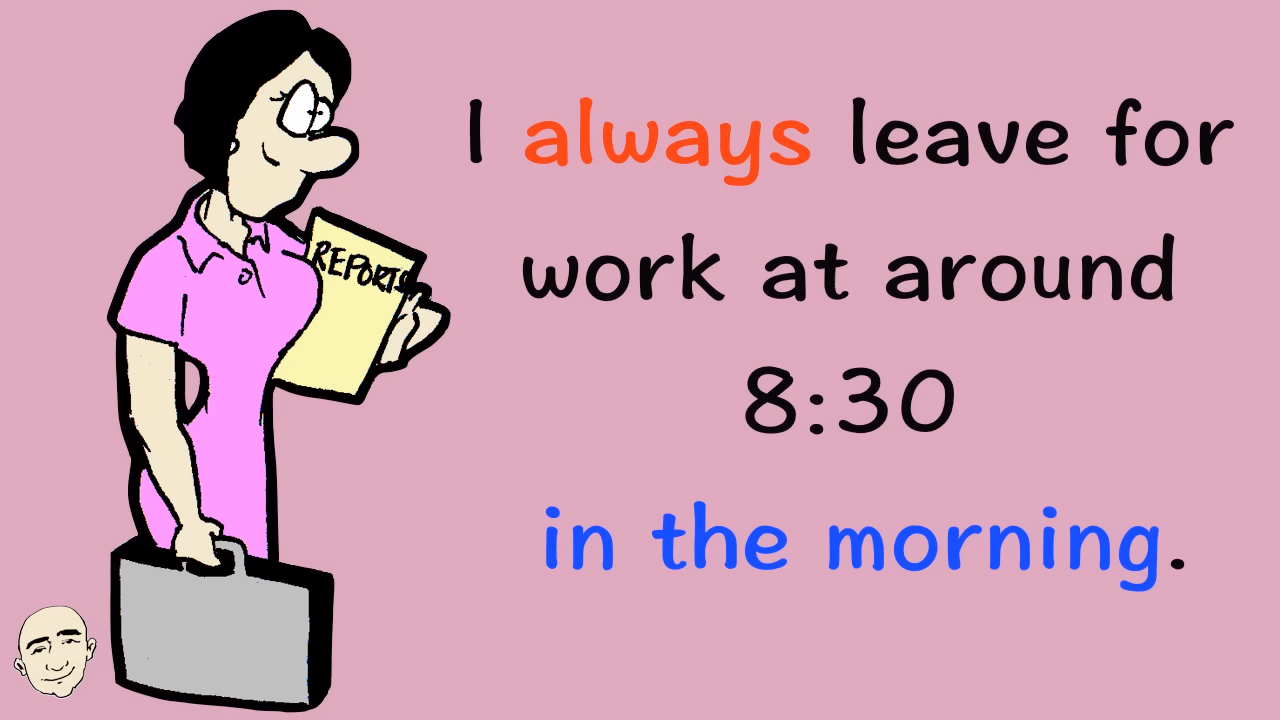 REPORTS
I always leave for
work at around
8:30
in the morning.